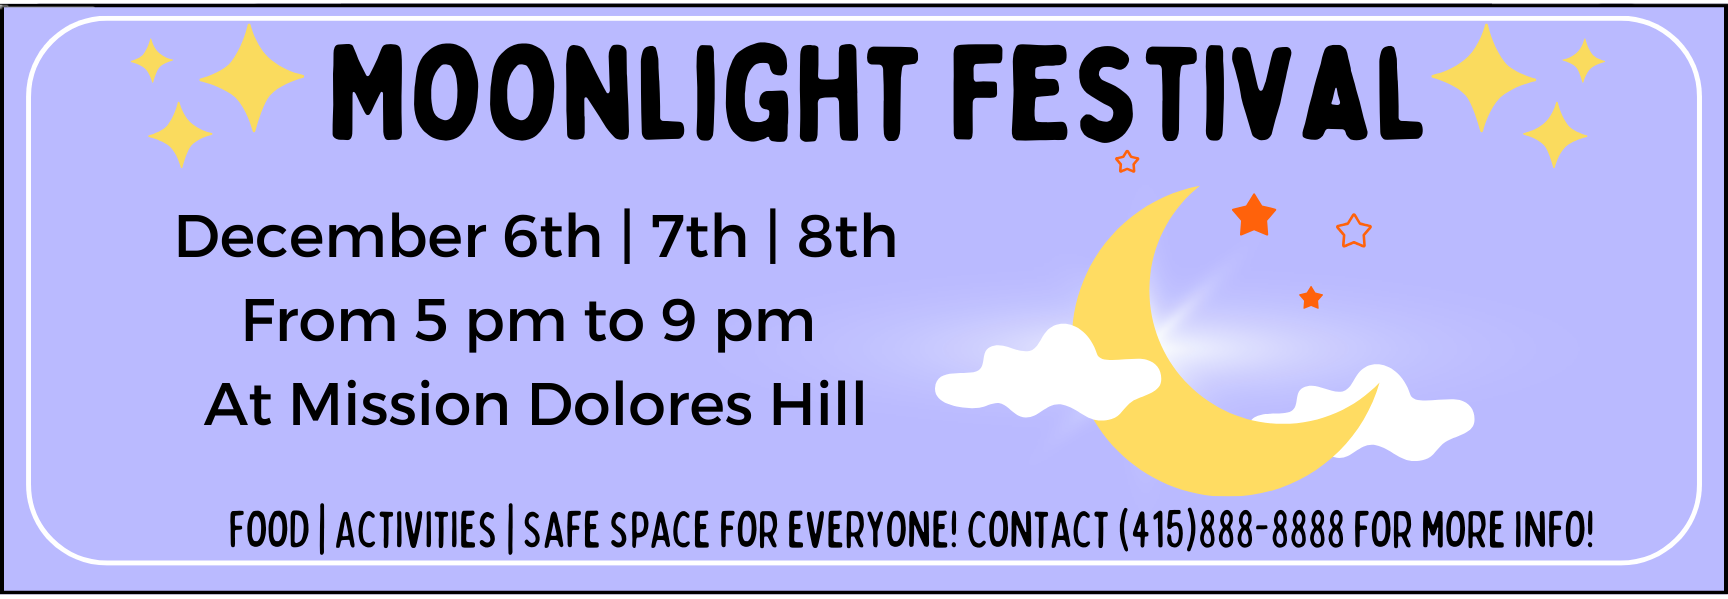 MOONLIGHT FESTIVAL
December 6th | 7th | 8th
From 5 pm to 9 pm
At Mission Dolores Hill
FOOD | ACTIVITIES | SAFE SPACE FOR EVERYONE! CONTACT (415)888-8888 FOR MORE INFO!